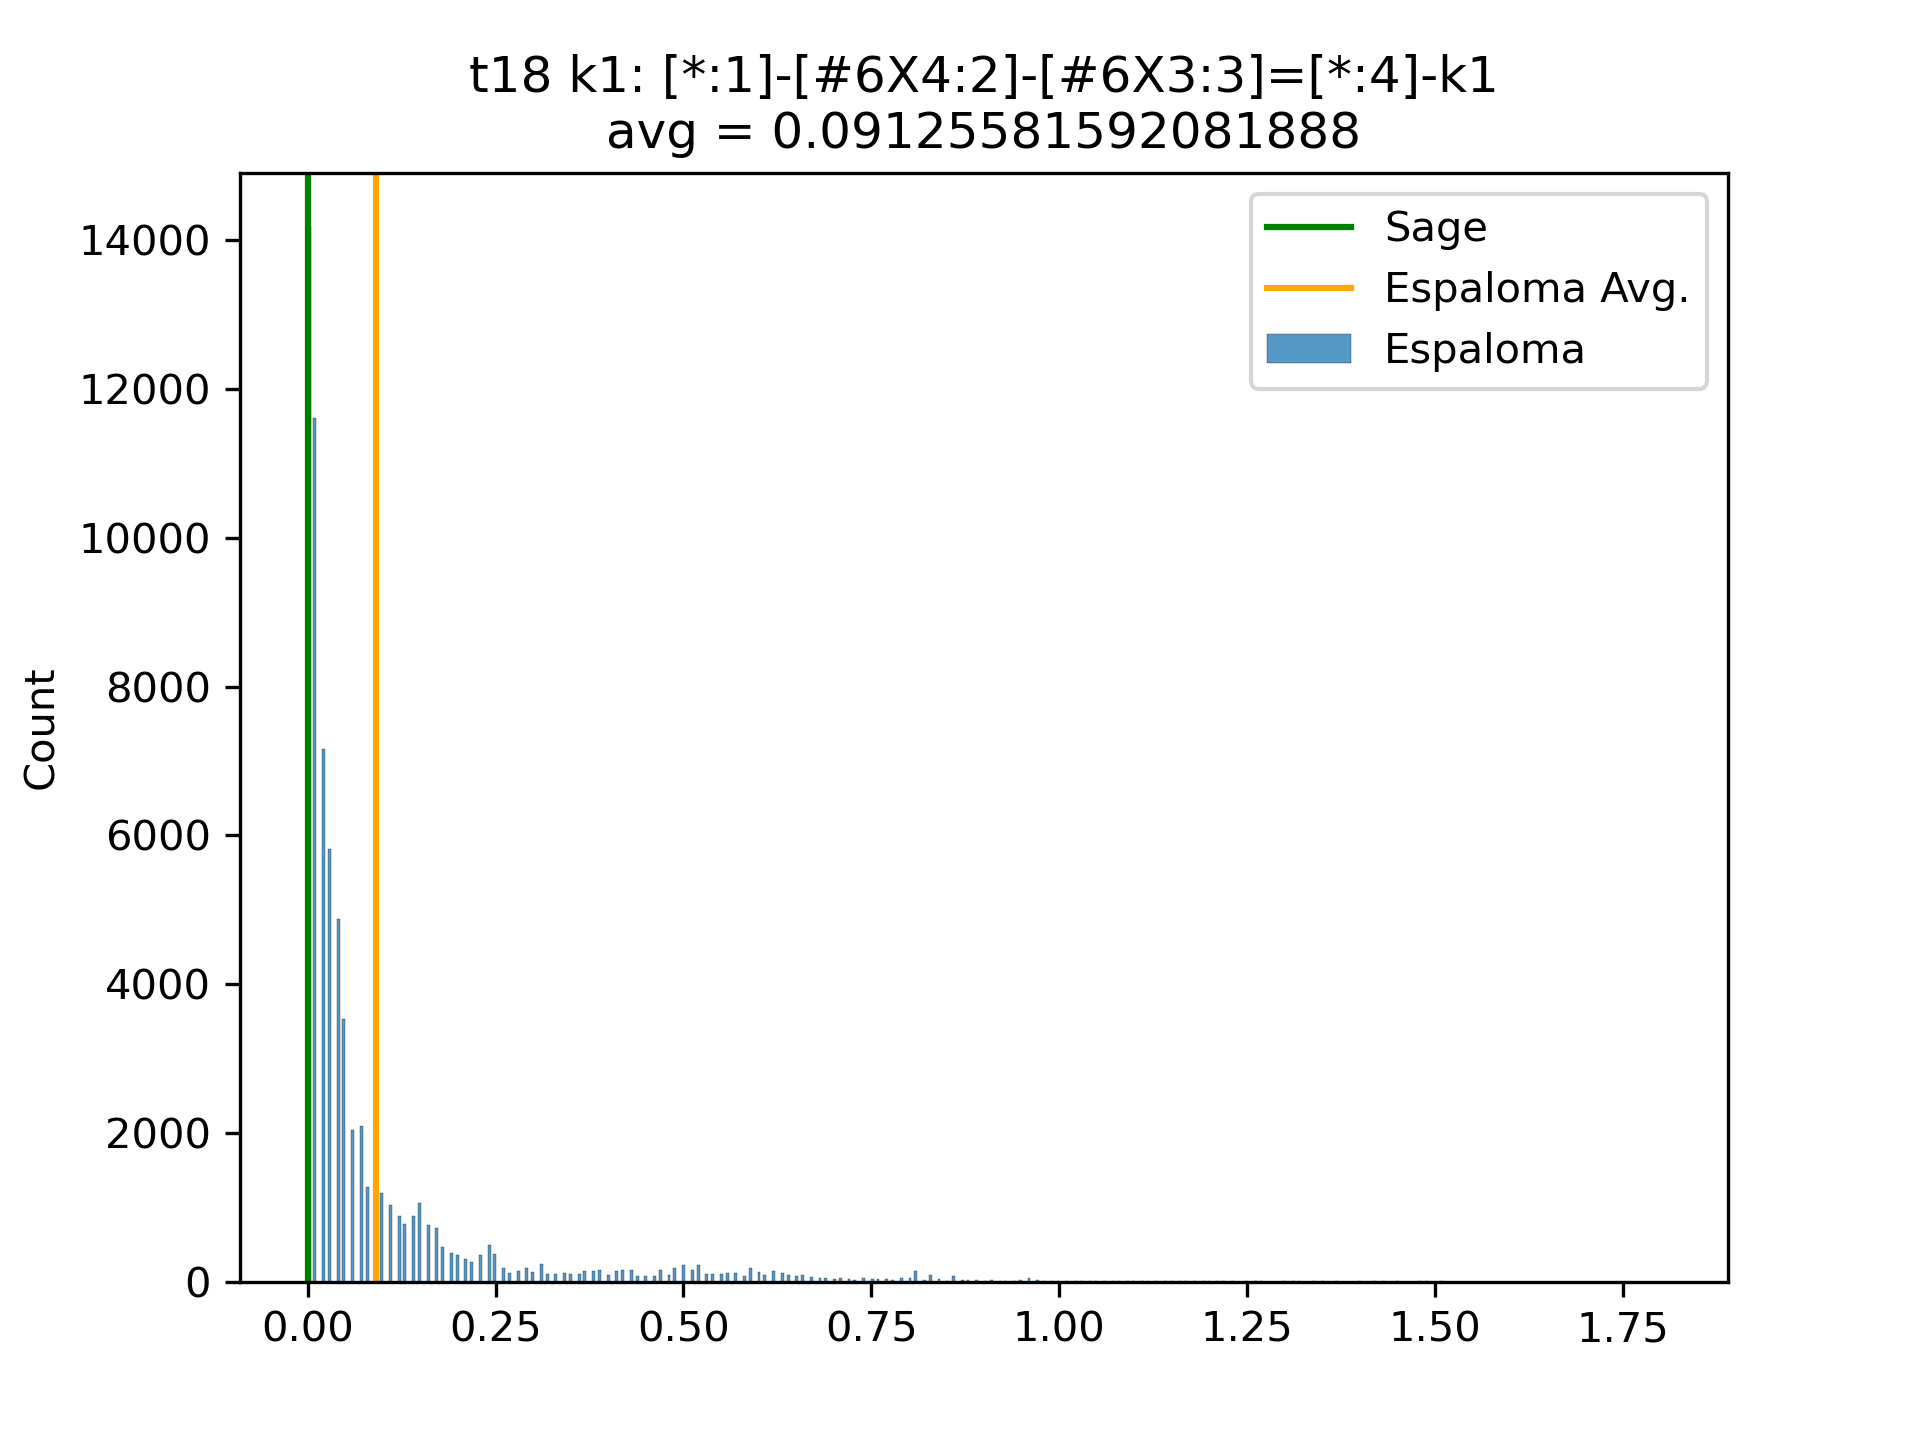 t18 k1: [*:1]-[#6X4:2]-[#6X3:3]=[*:4]-k1
avg = 0.09125581592081888
Sage
Espaloma Avg.
Espaloma
Count
14000
12000
10000
8000
6000
4000
2000
0
0.00 0.25 0.50 0.75 1.00 1.25 1.50 1.75